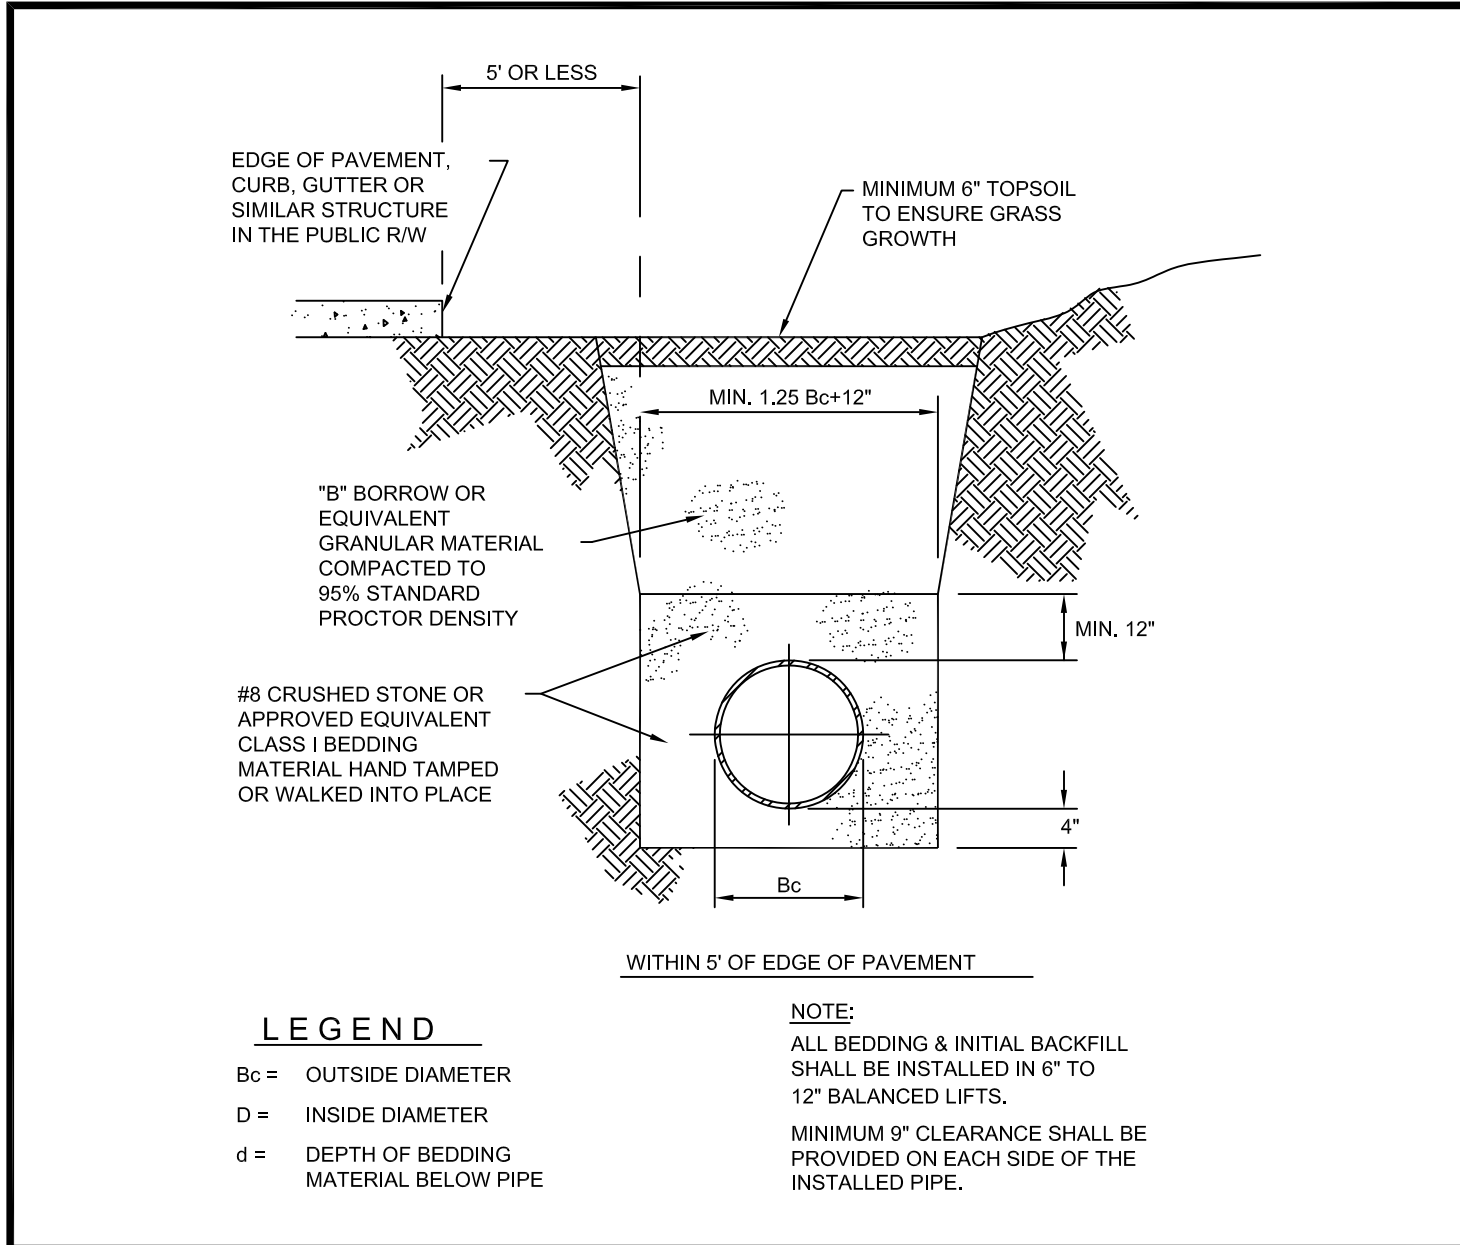 5' OR LESS
EDGE OF PAVEMENT,
CURB, GUTTER OR
SIMILAR STRUCTURE
IN THE PUBLIC R/W
MINIMUM 6" TOPSOIL
TO ENSURE GRASS
GROWTH
MIN. 1.25 Bc+12"
"B" BORROW OR
EQUIVALENT
GRANULAR MATERIAL
COMPACTED TO
95% STANDARD
PROCTOR DENSITY
MIN. 12"
#8 CRUSHED STONE OR
APPROVED EQUIVALENT
CLASS I BEDDING
MATERIAL HAND TAMPED
OR WALKED INTO PLACE
4"
Bc
WITHIN 5' OF EDGE OF PAVEMENT
LEGEND
Bc = OUTSIDE DIAMETER
D = INSIDE DIAMETER
d = DEPTH OF BEDDING
MATERIAL BELOW PIPE
NOTE:
ALL BEDDING & INITIAL BACKFILL
SHALL BE INSTALLED IN 6" TO
12" BALANCED LIFTS.
MINIMUM 9" CLEARANCE SHALL BE
PROVIDED ON EACH SIDE OF THE
INSTALLED PIPE.